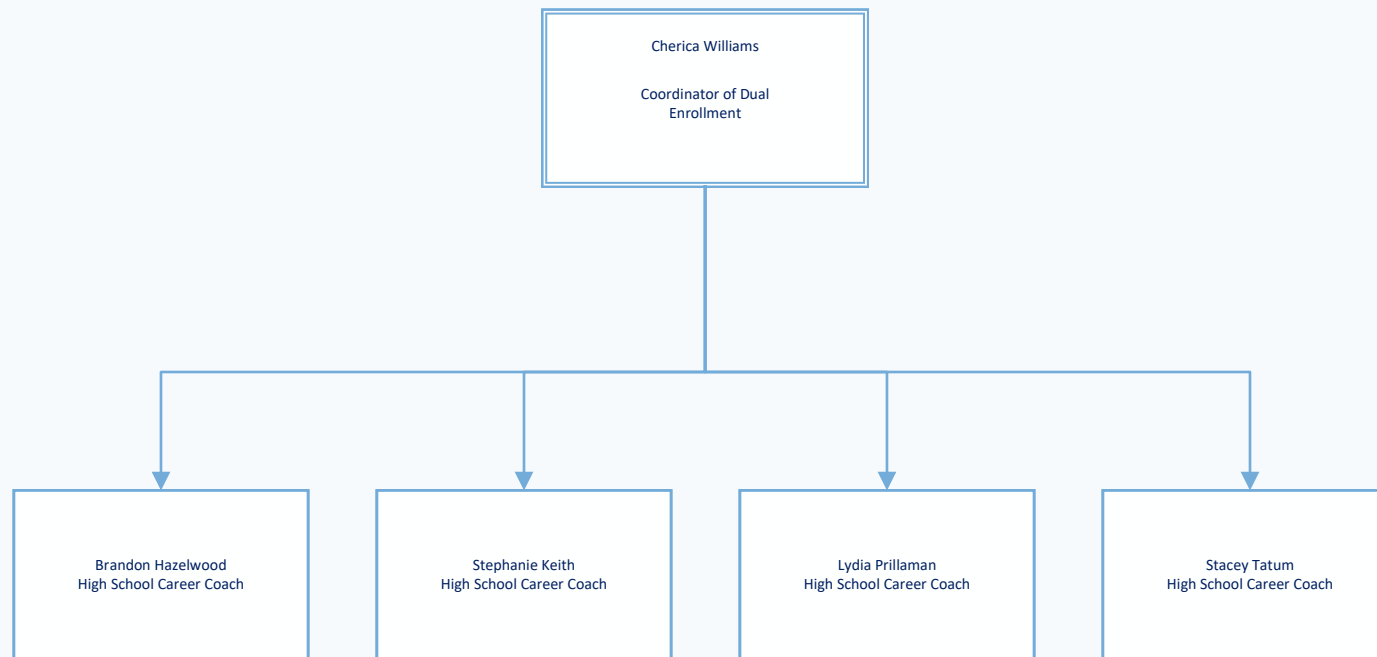 Cherica Williams
Coordinator of Dual
Enrollment
Brandon Hazelwood
High School Career Coach
Stephanie Keith
High School Career Coach
Lydia Prillaman
High School Career Coach
Stacey Tatum
High School Career Coach